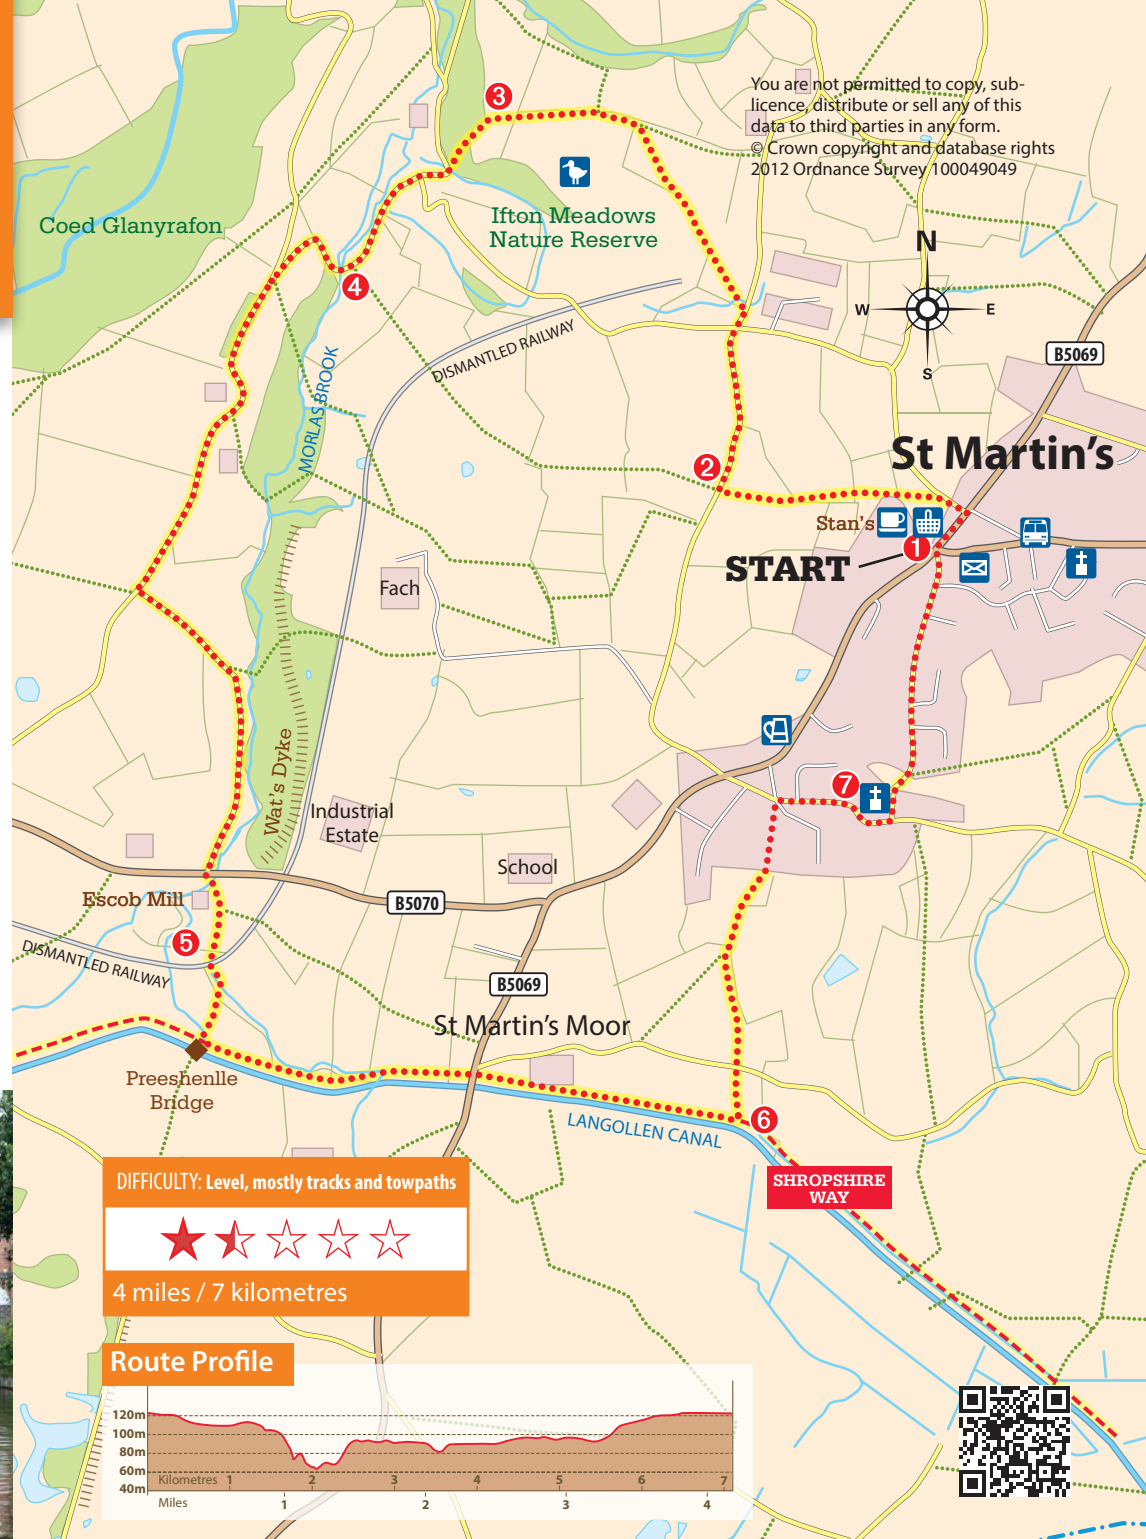 You are not permitted to copy, sub-
licence, distribute or sell any of this
data to third parties in any form.
© Crown copyright and database rights
2012 Ordnance Survey 100049049
3
Coed Glanyrafon
Ifton Meadows
Nature Reserve
N
W
E
S
4
DISMANTLED RAILWAY
MORLAS BROOK
B5069
St Martin's
2
Stan's
1
START
Fach
Wat's Dyke
7
Industrial
Estate
School
Escob Mill
B5070
5
DISMANTLED RAILWAY
B5069
St Martin's Moor
Preeshenlle
Bridge
6
LANGOLLEN CANAL
SHROPSHIRE
WAY
DIFFICULTY: Level, mostly tracks and towpaths
4 miles / 7 kilometres
Route Profile
120m
100m
80m
60m
40m
Kilometres 1 2 3 4 5 6 7
Miles 1 2 3 4